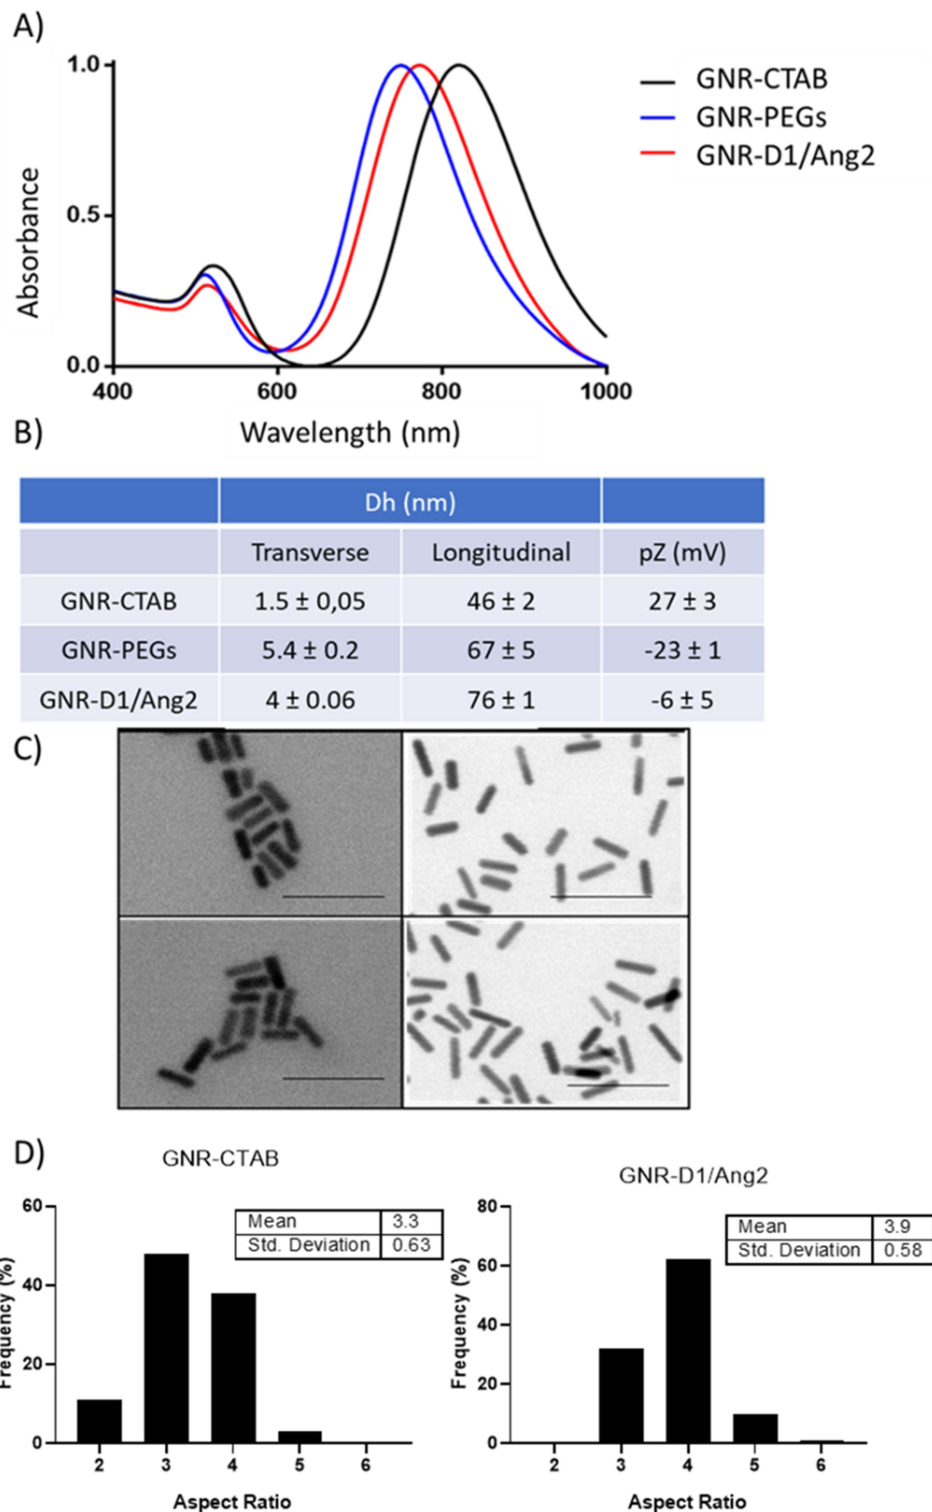 A)
1.0
0.5
0.0
Absorbance
400 600 800 1000
Wavelength (nm)
GNR-CTAB
GNR-PEGs
GNR-D1/Ang2
B)
Dh (nm)
Transverse Longitudinal pZ (mV)
GNR-CTAB 1.5 ± 0,05 46 ± 2 27 ± 3
GNR-PEGs 5.4 ± 0.2 67 ± 5 -23 ± 1
GNR-D1/Ang2 4 ± 0.06 76 ± 1 -6 ± 5
C)
D)
GNR-CTAB
60
40
20
0
Frequency (%)
Mean 3.3
Std. Deviation 0.63
2 3 4 5 6
Aspect Ratio
GNR-D1/Ang2
80
60
40
20
0
Frequency (%)
Mean 3.9
Std. Deviation 0.58
2 3 4 5 6
Aspect Ratio